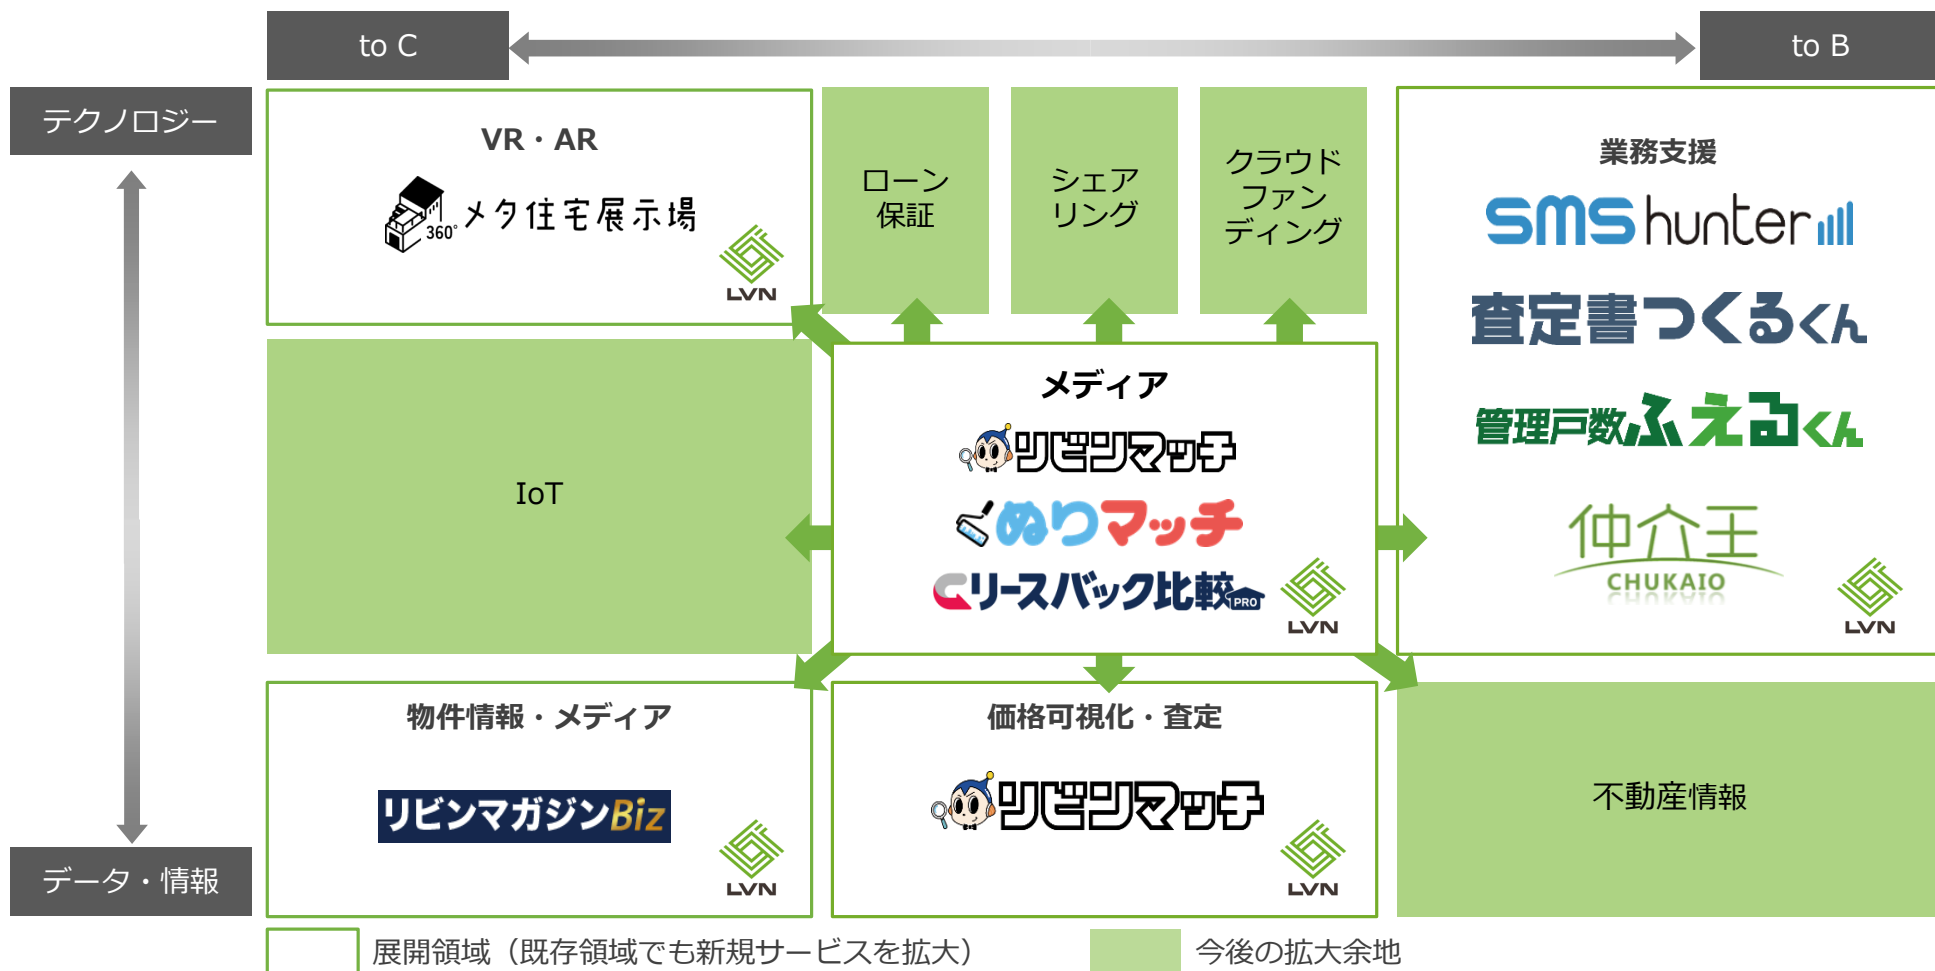 to C
to B
テクノロジー
データ・情報
VR・AR
360°
メタ住宅展示場
LVN
ローン
保証
シェア
リング
クラウド
ファン
ディング
業務支援
SMS hunter
査定書つくるくん
管理戸数ふえるくん
仲介王
CHUKAIO
LVN
IoT
メディア
リビンマッチ
ぬりマッチ
リースバック比較PRO
LVN
物件情報・メディア
リビンマガジンBiz
LVN
価格可視化・査定
リビンマッチ
LVN
不動産情報
展開領域（既存領域でも新規サービスを拡大）
今後の拡大余地